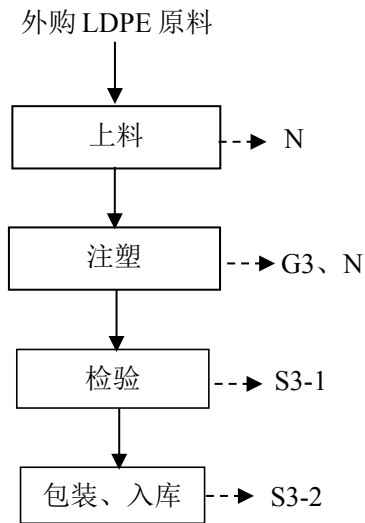 外购 LDPE 原料
上料
N
注塑
G3、N
检验
S3-1
包装、入库
S3-2